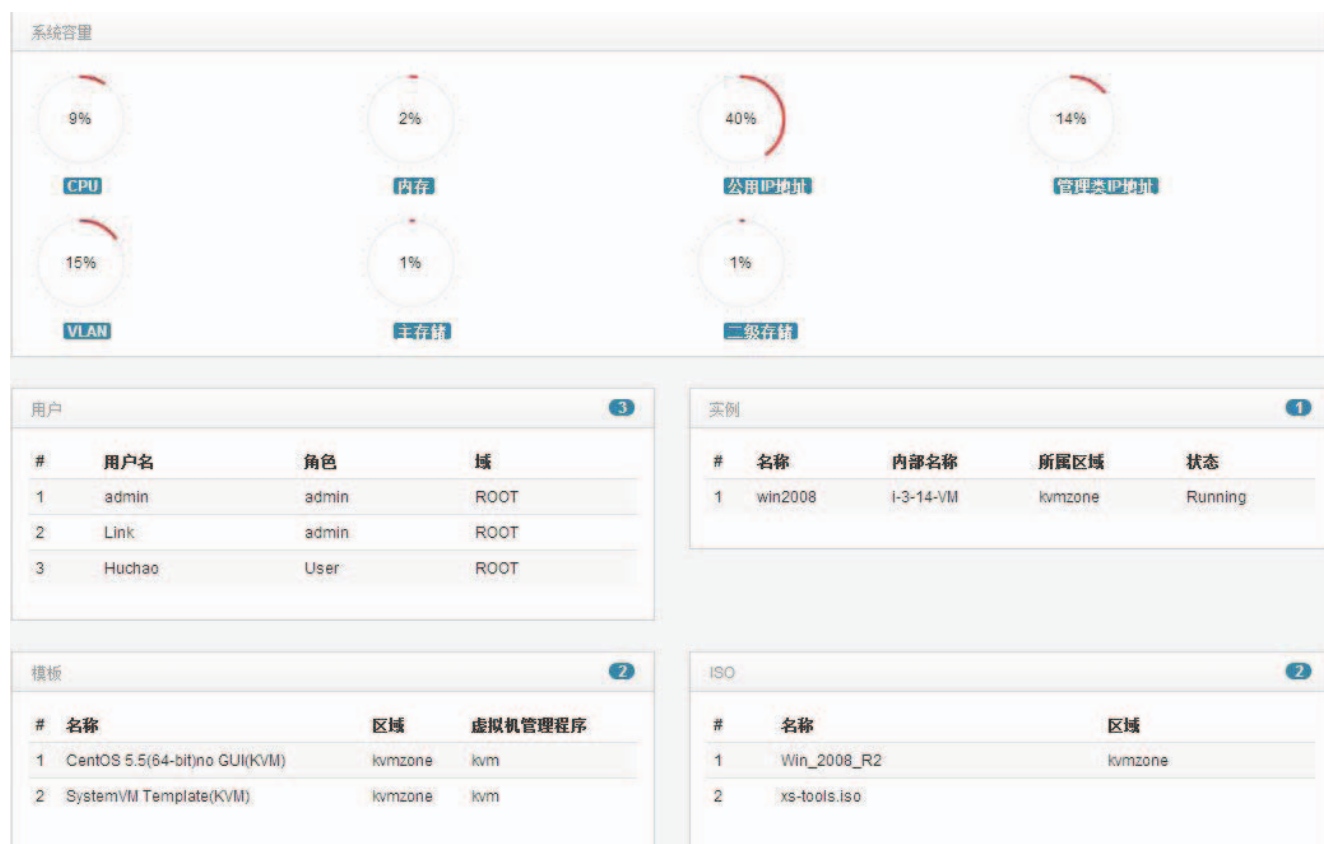 系统容量
9% 2% 40% 14%
CPU 内存 公用IP地址 管理类IP地址
15% 1% 1%
VLAN 主存储 二级存储
用户 3
# 用户名 角色 域
1 admin admin ROOT
2 Link admin ROOT
3 Huchao User ROOT
实例 1
# 名称 内部名称 所属区域 状态
1 win2008 i-3-14-VM kvmzone Running
模板 2
# 名称 区域 虚拟机管理程序
1 CentOS 5.5(64-bit)no GUI(KVM) kvmzone kvm
2 SystemVM Template(KVM) kvmzone kvm
ISO 2
# 名称 区域
1 Win_2008_R2 kvmzone
2 xs-tools.iso